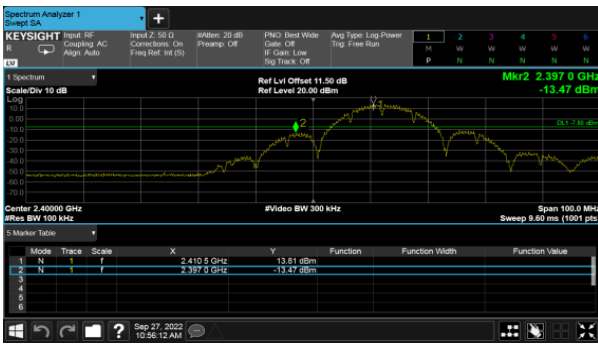 Spectrum Analyzer 1
Swept SA
+
KEYSIGHT Input: RF Input Z: 50 Ω #Atten: 20 dB PNO: Best Wide Avg Type: Log-Power 1 2 3 4 5 6
R Coupling: AC Corrections: On Preamp: Off Gate: Off Trig: Free Run M W W W W W
Align: Auto Freq Ref: Int (S) IF Gain: Low P N N N N N
LXI Sig Track: Off
1 Spectrum Ref Lvl Offset 11.50 dB Mkr2 2.397 0 GHz
Scale/Div 10 dB Ref Level 20.00 dBm -13.47 dBm
Log
10.0
0.00
-10.0
-20.0
-30.0
-40.0
-50.0
-60.0
-70.0
1
2
Center 2.40000 GHz #Video BW 300 kHz Span 100.0 MHz
#Res BW 100 kHz Sweep 9.60 ms (1001 pts)
5 Marker Table
Mode Trace Scale X Y Function Function Width Function Value
1 N 1 f 2.410 5 GHz 13.81 dBm
2 N 1 f 2.397 0 GHz -13.47 dBm
3
4
5
6
? Sep 27, 2022
10:56:12 AM